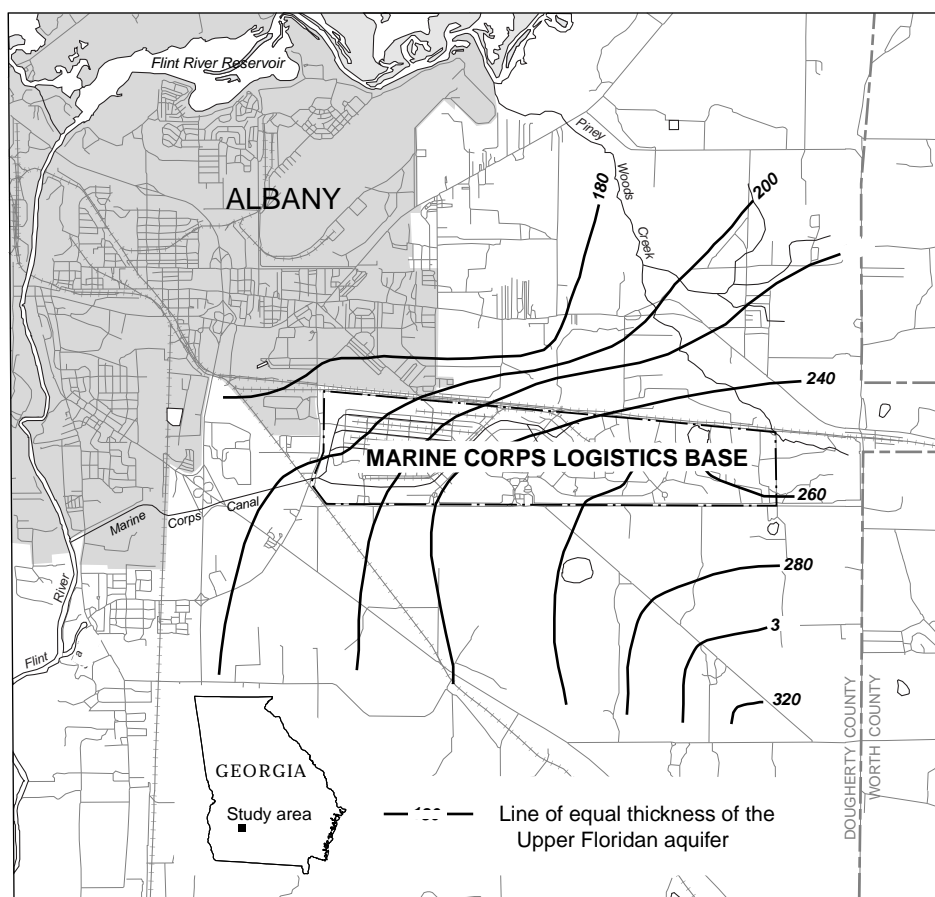 Flint River Reservoir
ALBANY
Piney
Woods
Creek
180
200
240
MARINE CORPS LOGISTICS BASE
260
Marine
Corps
Canal
280
3
320
River
Flint
DOUGHERTY COUNTY
WORTH COUNTY
GEORGIA
Study area
Line of equal thickness of the
Upper Floridan aquifer